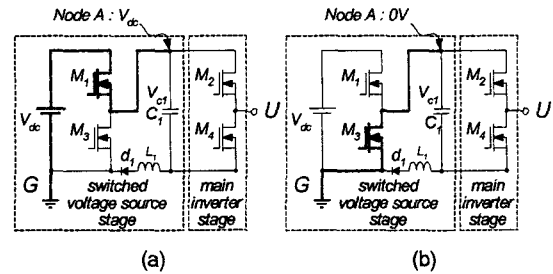 Node A : Vdc
M1
M2
Vc1
C1
Vdc
M3
M4
U
d1
L1
G
switched
voltage source
stage
main
inverter
stage
(a)
Node A : 0V
M1
M2
Vc1
C1
Vdc
M3
M4
U
d1
L1
G
switched
voltage source
stage
main
inverter
stage
(b)